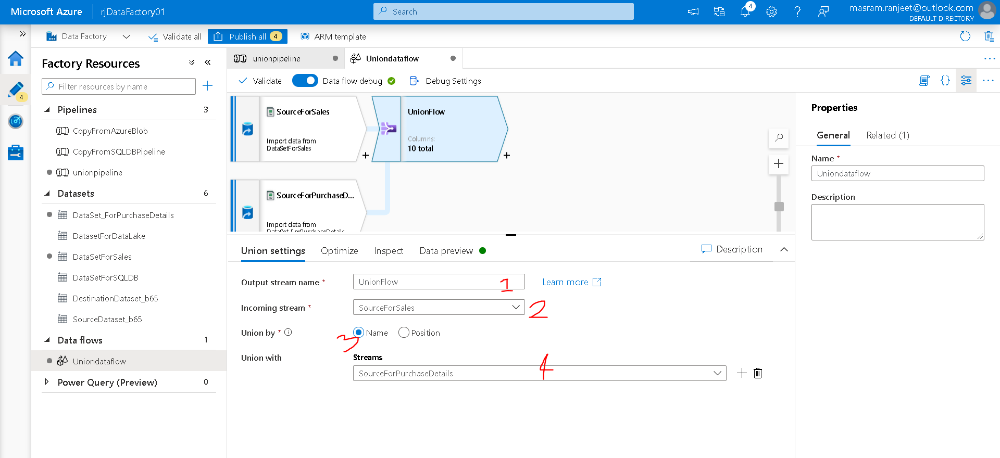 Microsoft Azure
rjDataFactory01
Search
4
masram.ranjeet@outlook.com
DEFAULT DIRECTORY
Data Factory
Validate all
Publish all
4
ARM template
4
Factory Resources
Filter resources by name
Pipelines 3
CopyFromAzureBlob
CopyFromSQLDBPipeline
unionpipeline
Datasets 6
DataSet_ForPurchaseDetails
DatasetForDataLake
DataSetForSales
DataSetForSQLDB
DestinationDataset_b65
SourceDataset_b65
Data flows 1
Uniondataflow
Power Query (Preview) 0
unionpipeline
Uniondataflow
Validate
Data flow debug
Debug Settings
SourceForSales
Import data from
DataSetForSales
UnionFlow
Columns:
10 total
SourceForPurchaseD...
Import data from
DataSet_ForPurchaseDetails
Union settings
Optimize
Inspect
Data preview
Description
Output stream name *
UnionFlow
1
Learn more
Incoming stream *
SourceForSales
2
Union by *
3
Name
Position
Union with
Streams
SourceForPurchaseDetails
4
Properties
General
Related (1)
Name *
Uniondataflow
Description